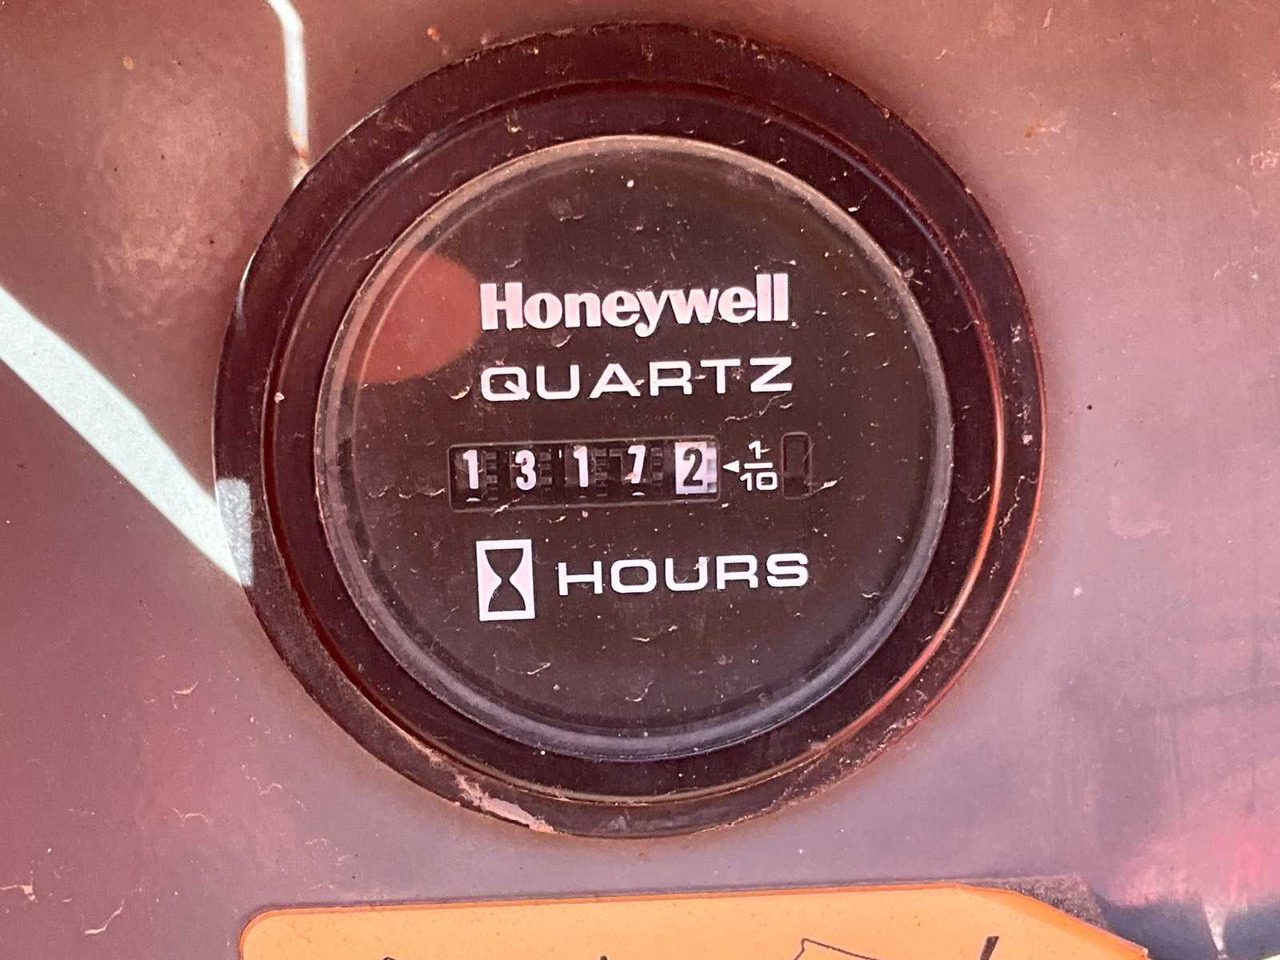 Honeywell
QUARTZ
13172 ◄ 1/10
HOURS